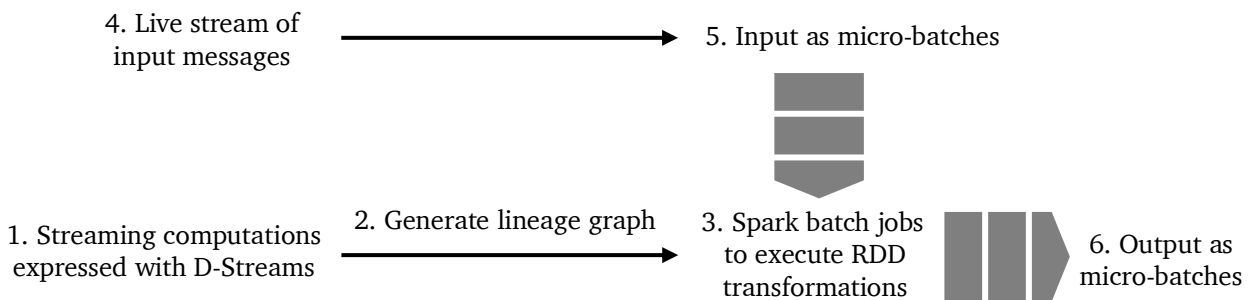 4. Live stream of
input messages
5. Input as micro-batches
1. Streaming computations
expressed with D-Streams
2. Generate lineage graph
3. Spark batch jobs
to execute RDD
transformations
6. Output as
micro-batches